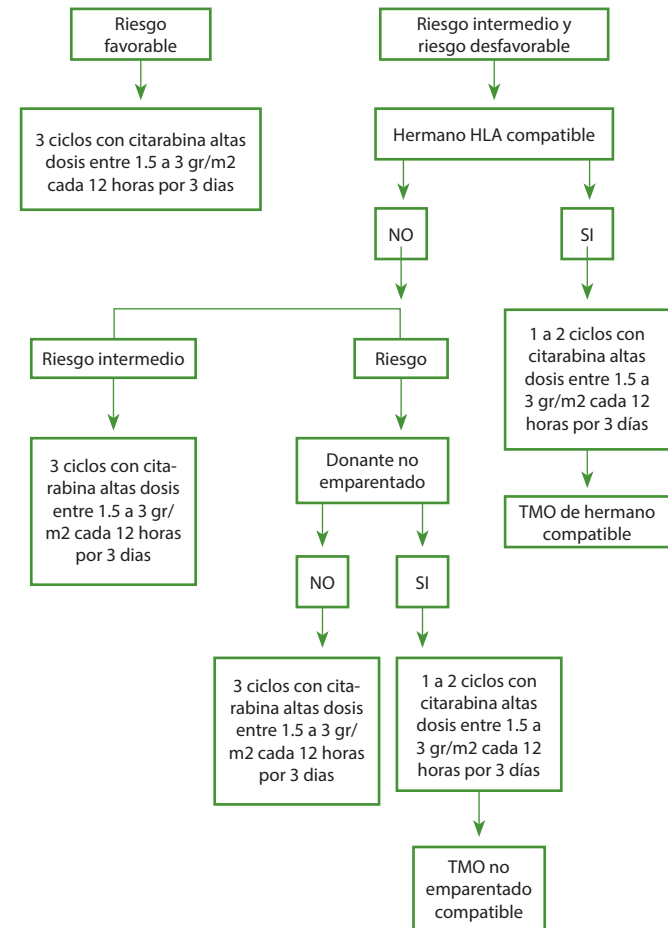 Riesgo
favorable
3 ciclos con citarabina altas
dosis entre 1.5 a 3 gr/m2
cada 12 horas por 3 dias
Riesgo intermedio y
riesgo desfavorable
Hermano HLA compatible
NO
SI
Riesgo intermedio
Riesgo
1 a 2 ciclos con
citarabina altas
dosis entre 1.5 a
3 gr/m2 cada 12
horas por 3 días
3 ciclos con cita-
rabina altas dosis
entre 1.5 a 3 gr/
m2 cada 12 horas
por 3 dias
Donante no
emparentado
TMO de hermano
compatible
NO
SI
3 ciclos con cita-
rabina altas dosis
entre 1.5 a 3 gr/
m2 cada 12 horas
por 3 dias
1 a 2 ciclos con
citarabina altas
dosis entre 1.5 a
3 gr/m2 cada 12
horas por 3 días
TMO no
emparentado
compatible